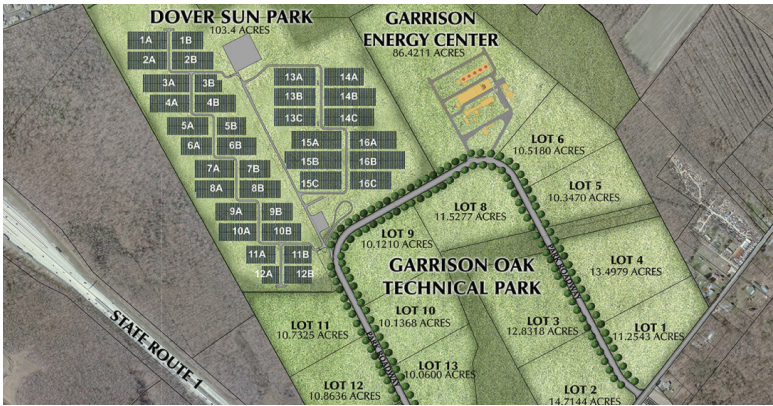 DOVER SUN PARK
103.4 ACRES
GARRISON
ENERGY CENTER
86.4211 ACRES
1A 1B
2A 2B
3A 3B
4A 4B
5A 5B
6A 6B
7A 7B
8A 8B
9A 9B
10A 10B
11A 11B
12A 12B
13A 14A
13B 14B
13C 14C
15A 16A
15B 16B
15C 16C
LOT 6
10.5180 ACRES
LOT 5
10.3470 ACRES
LOT 8
11.5277 ACRES
LOT 9
10.1210 ACRES
GARRISON OAK
TECHNICAL PARK
PARK ROADWAY
LOT 4
13.4979 ACRES
LOT 10
10.1368 ACRES
LOT 3
12.8318 ACRES
LOT 1
11.2543 ACRES
LOT 11
10.7325 ACRES
PARK ROADWAY
STATE ROUTE 1
LOT 13
10.0600 ACRES
LOT 12
10.8636 ACRES
LOT 2
14.7144 ACRES